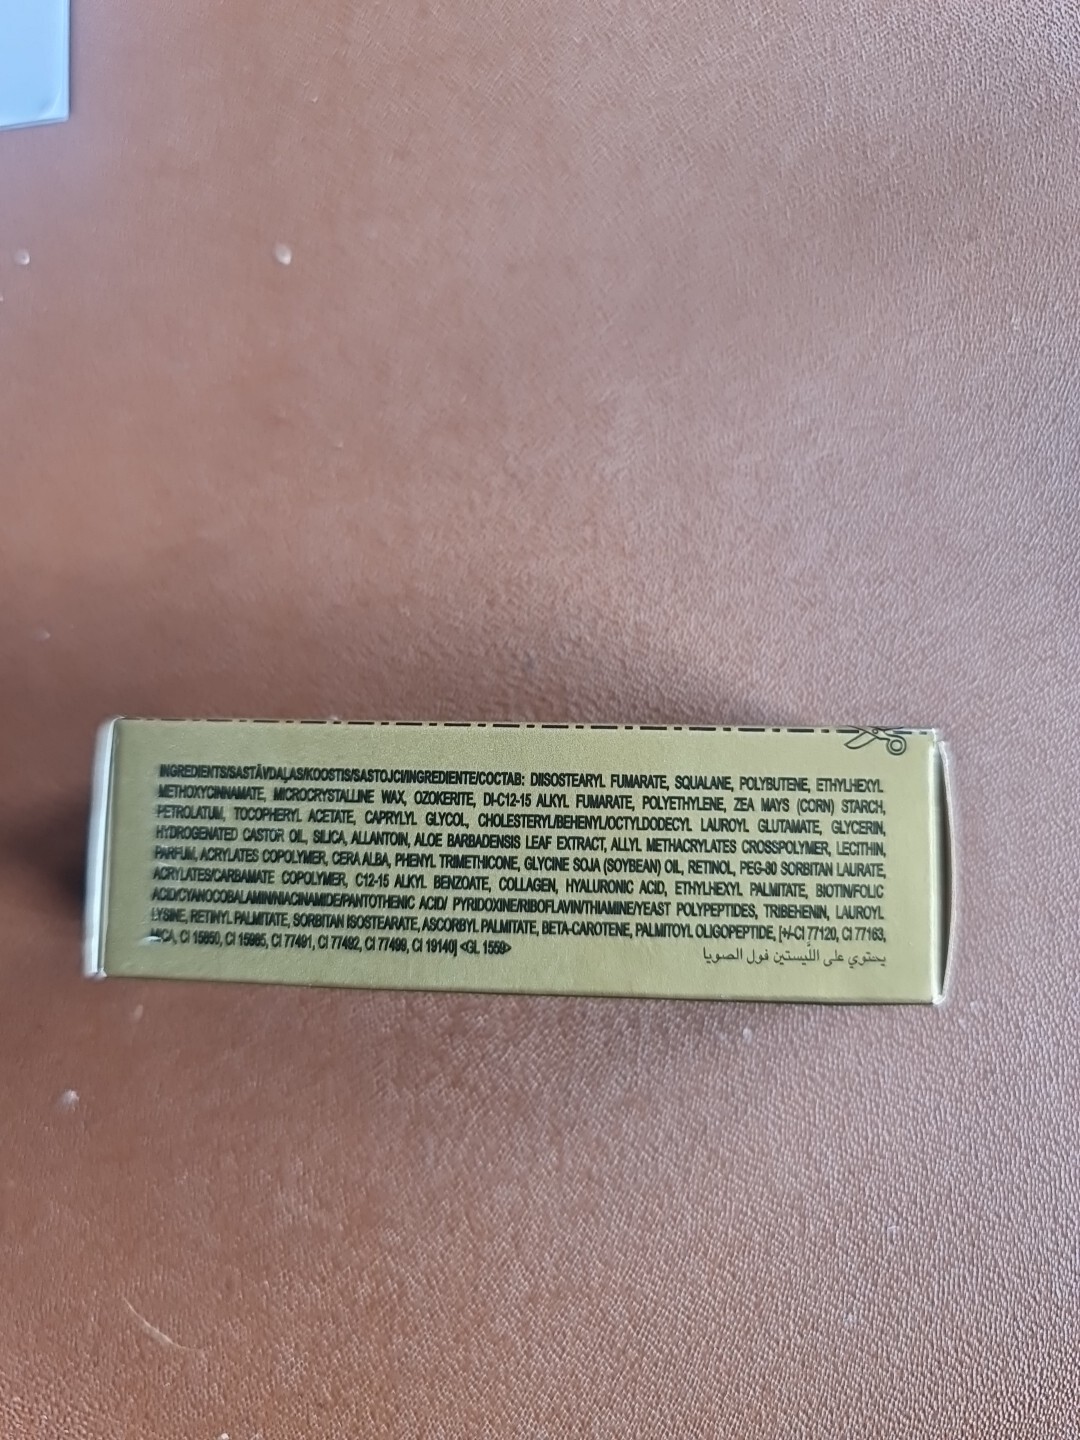 INGREDIENTS/SASTĀVDAĻAS/KOOSTIS/SASTOJCI/INGREDIENTE/СОСТАВ: DIISOSTEARYL FUMARATE, SQUALANE, POLYBUTENE, ETHYLHEXYL
METHOXYCINNAMATE, MICROCRYSTALLINE WAX, OZOKERITE, DI-C12-15 ALKYL FUMARATE, POLYETHYLENE, ZEA MAYS (CORN) STARCH,
PETROLATUM, TOCOPHERYL ACETATE, CAPRYLYL GLYCOL, CHOLESTERYL/BEHENYL/OCTYLDODECYL LAUROYL GLUTAMATE, GLYCERIN,
HYDROGENATED CASTOR OIL, SILICA, ALLANTOIN, ALOE BARBADENSIS LEAF EXTRACT, ALLYL METHACRYLATES CROSSPOLYMER, LECITHIN,
PARFUM, ACRYLATES COPOLYMER, CERA ALBA, PHENYL TRIMETHICONE, GLYCINE SOJA (SOYBEAN) OIL, RETINOL, PEG-80 SORBITAN LAURATE,
ACRYLATES/CARBAMATE COPOLYMER, C12-15 ALKYL BENZOATE, COLLAGEN, HYALURONIC ACID, ETHYLHEXYL PALMITATE, BIOTIN/FOLIC
ACID/CYANOCOBALAMIN/NIACINAMIDE/PANTOTHENIC ACID/ PYRIDOXINE/RIBOFLAVIN/THIAMINE/YEAST POLYPEPTIDES, TRIBEHENIN, LAUROYL
LYSINE, RETINYL PALMITATE, SORBITAN ISOSTEARATE, ASCORBYL PALMITATE, BETA-CAROTENE, PALMITOYL OLIGOPEPTIDE, [+/-CI 77120, CI 77163,
MICA, CI 15850, CI 15985, CI 77491, CI 77492, CI 77499, CI 19140] <GL 1559>
يحتوي على اللّيستين فول الصويا